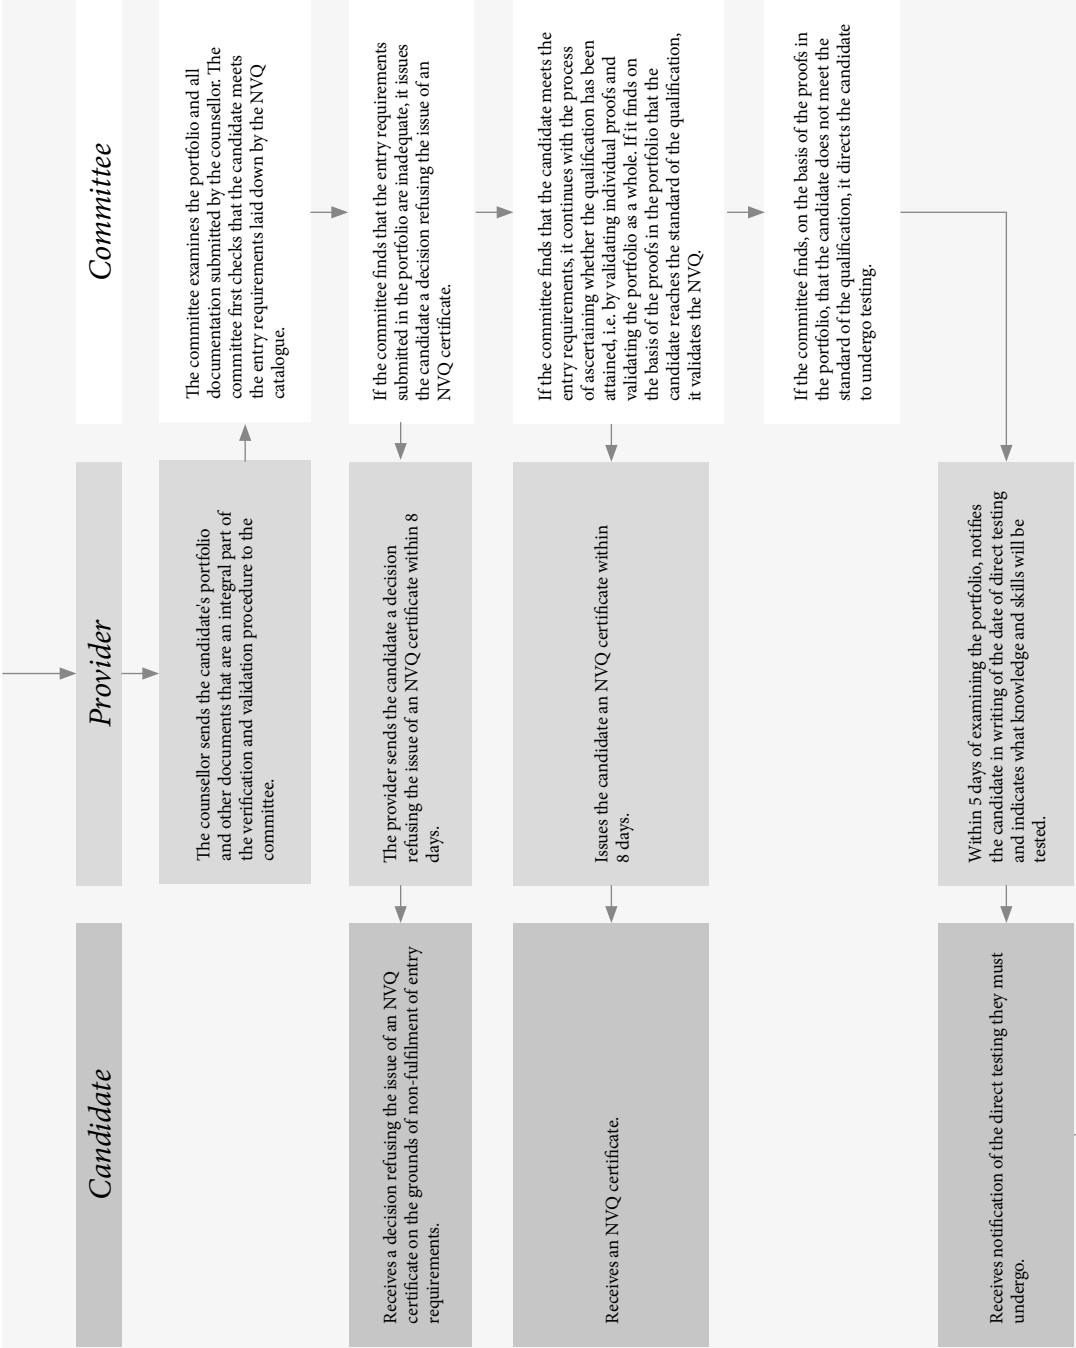 Candidate
Provider
Committee
The counsellor sends the candidate's portfolio
and other documents that are an integral part of
the verification and validation procedure to the
committee.
The committee examines the portfolio and all
documentation submitted by the counsellor. The
committee first checks that the candidate meets
the entry requirements laid down by the NVQ
catalogue.
Receives a decision refusing the issue of an NVQ
certificate on the grounds of non-fulfilment of entry
requirements.
The provider sends the candidate a decision
refusing the issue of an NVQ certificate within 8
days.
If the committee finds that the entry requirements
submitted in the portfolio are inadequate, it issues
the candidate a decision refusing the issue of an
NVQ certificate.
Receives an NVQ certificate.
Issues the candidate an NVQ certificate within
8 days.
If the committee finds that the candidate meets the
entry requirements, it continues with the process
of ascertaining whether the qualification has been
attained, i.e. by validating individual proofs and
validating the portfolio as a whole. If it finds on
the basis of the proofs in the portfolio that the
candidate reaches the standard of the qualification,
it validates the NVQ.
If the committee finds, on the basis of the proofs in
the portfolio, that the candidate does not meet the
standard of the qualification, it directs the candidate
to undergo testing.
Receives notification of the direct testing they must
undergo.
Within 5 days of examining the portfolio, notifies
the candidate in writing of the date of direct testing
and indicates what knowledge and skills will be
tested.